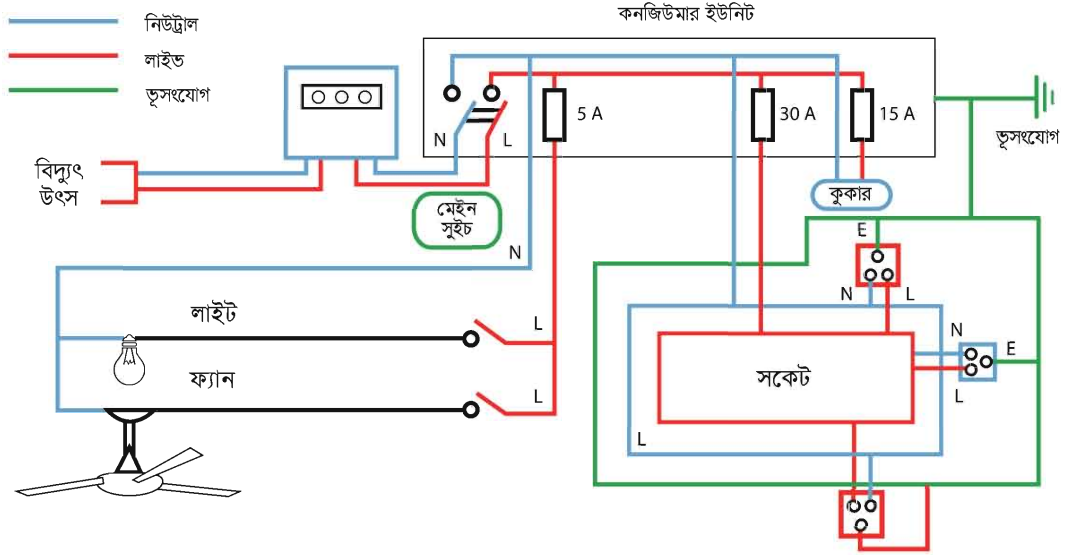 নিউট্রাল
লাইভ
ভূসংযোগ
কনজিউমার ইউনিট
N
L
5 A
30 A
15 A
ভূসংযোগ
বিদ্যুৎ
উৎস
মেইন
সুইচ
কুকার
E
N
L
N
লাইট
L
ফ্যান
L
সকেট
N
E
L
L